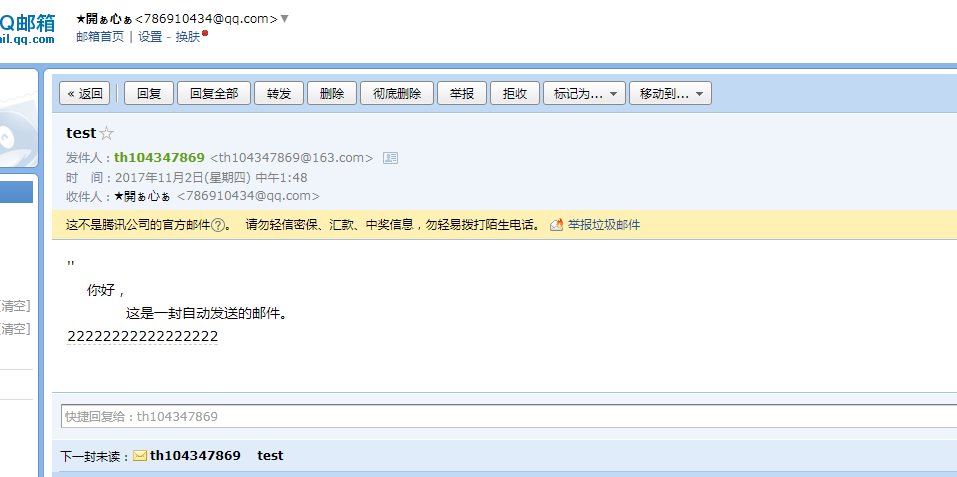 Q邮箱 ★開ぁ心ぁ<786910434@qq.com>
ail.qq.com 邮箱首页 | 设置 - 换肤
« 返回 回复 回复全部 转发 删除 彻底删除 举报 拒收 标记为... 移动到...
test
发件人：th104347869 <th104347869@163.com>
时 间：2017年11月2日(星期四) 中午1:48
收件人：★開ぁ心ぁ <786910434@qq.com>
这不是腾讯公司的官方邮件?。 请勿轻信密保、汇款、中奖信息，勿轻易拨打陌生电话。 举报垃圾邮件
"
你好，
[清空]
这是一封自动发送的邮件。
[清空]
22222222222222222
快捷回复给：th104347869
下一封未读： th104347869 test